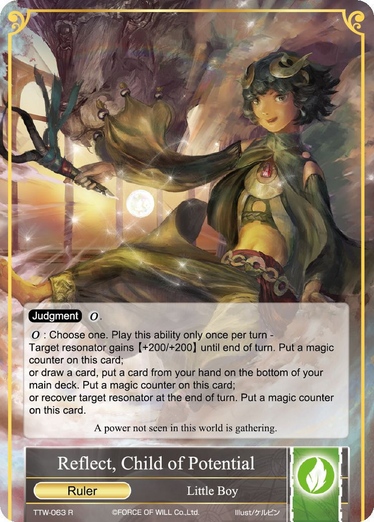 Judgment 0.
0 : Choose one. Play this ability only once per turn -
Target resonator gains【+200/+200】until end of turn. Put a magic
counter on this card;
or draw a card, put a card from your hand on the bottom of your
main deck. Put a magic counter on this card;
or recover target resonator at the end of turn. Put a magic counter
on this card.
A power not seen in this world is gathering.
Reflect, Child of Potential
Ruler
Little Boy
TTW-063 R
©FORCE OF WILL Co.,Ltd.
Illust/ケルビン